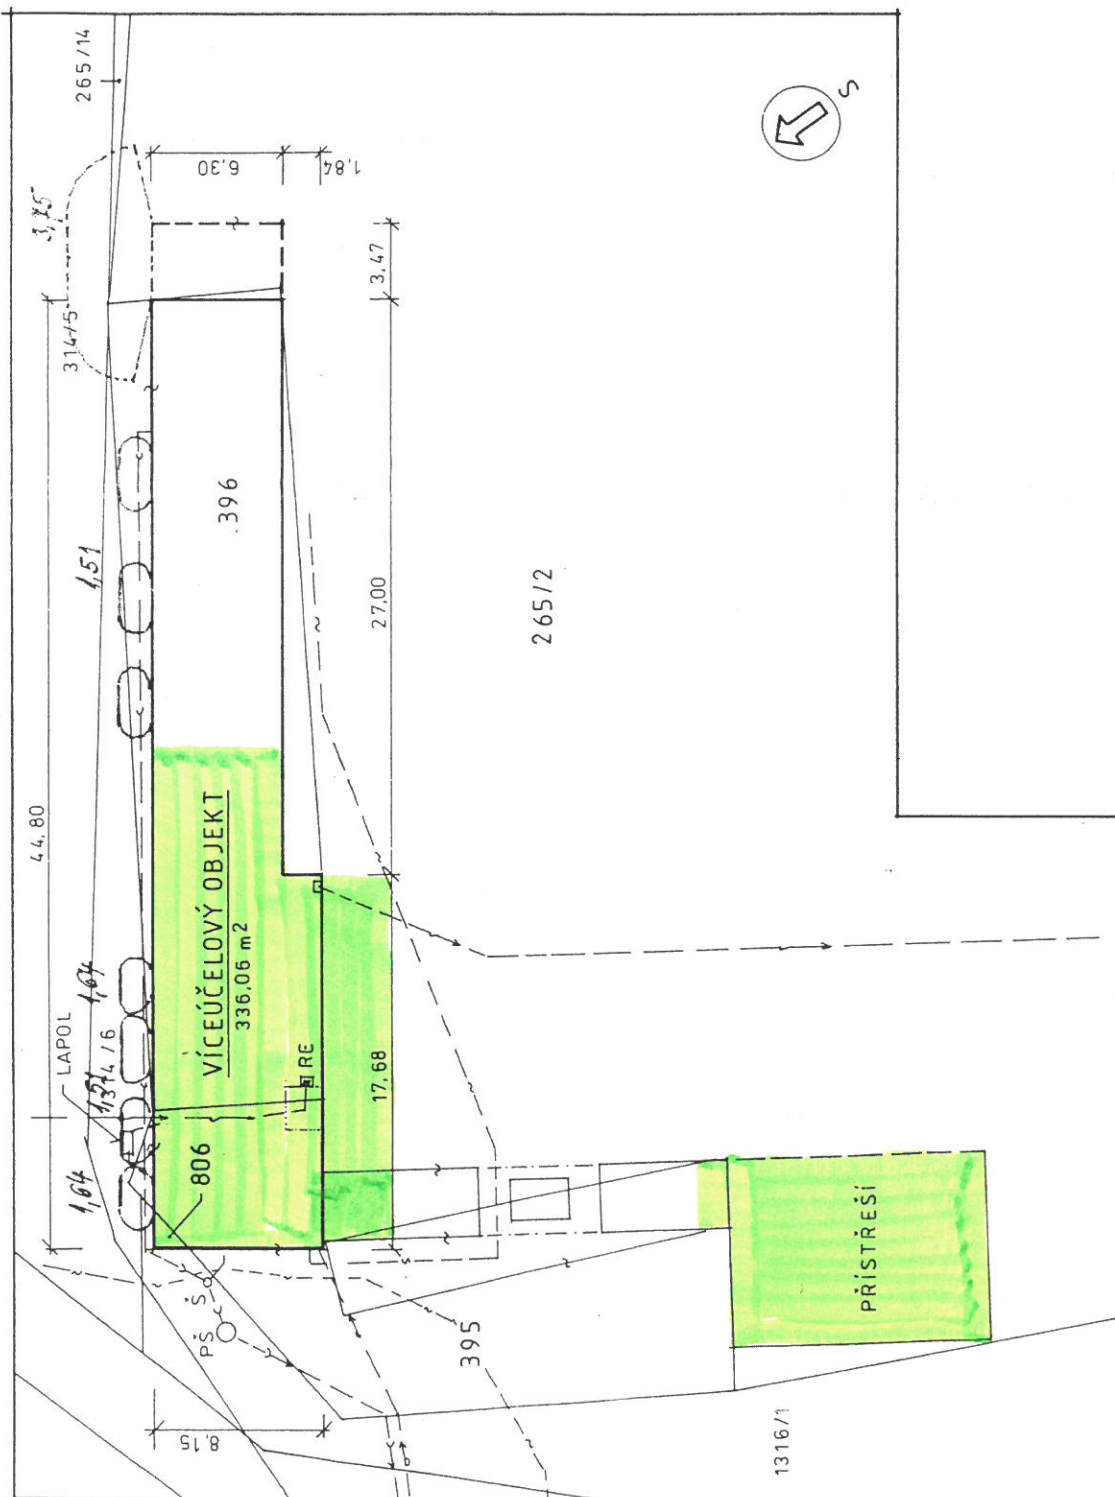 265/14
S
6,30
1,84
3,75
3,47
314/5
44,80
.396
1,51
27,00
265/2
VÍCEÚČELOVÝ OBJEKT
336,06 m2
1,64
LAPOL
RE
17,68
806
1,64
PŘÍSTŘEŠÍ
Š
PŠ
395
8,15
1316/1